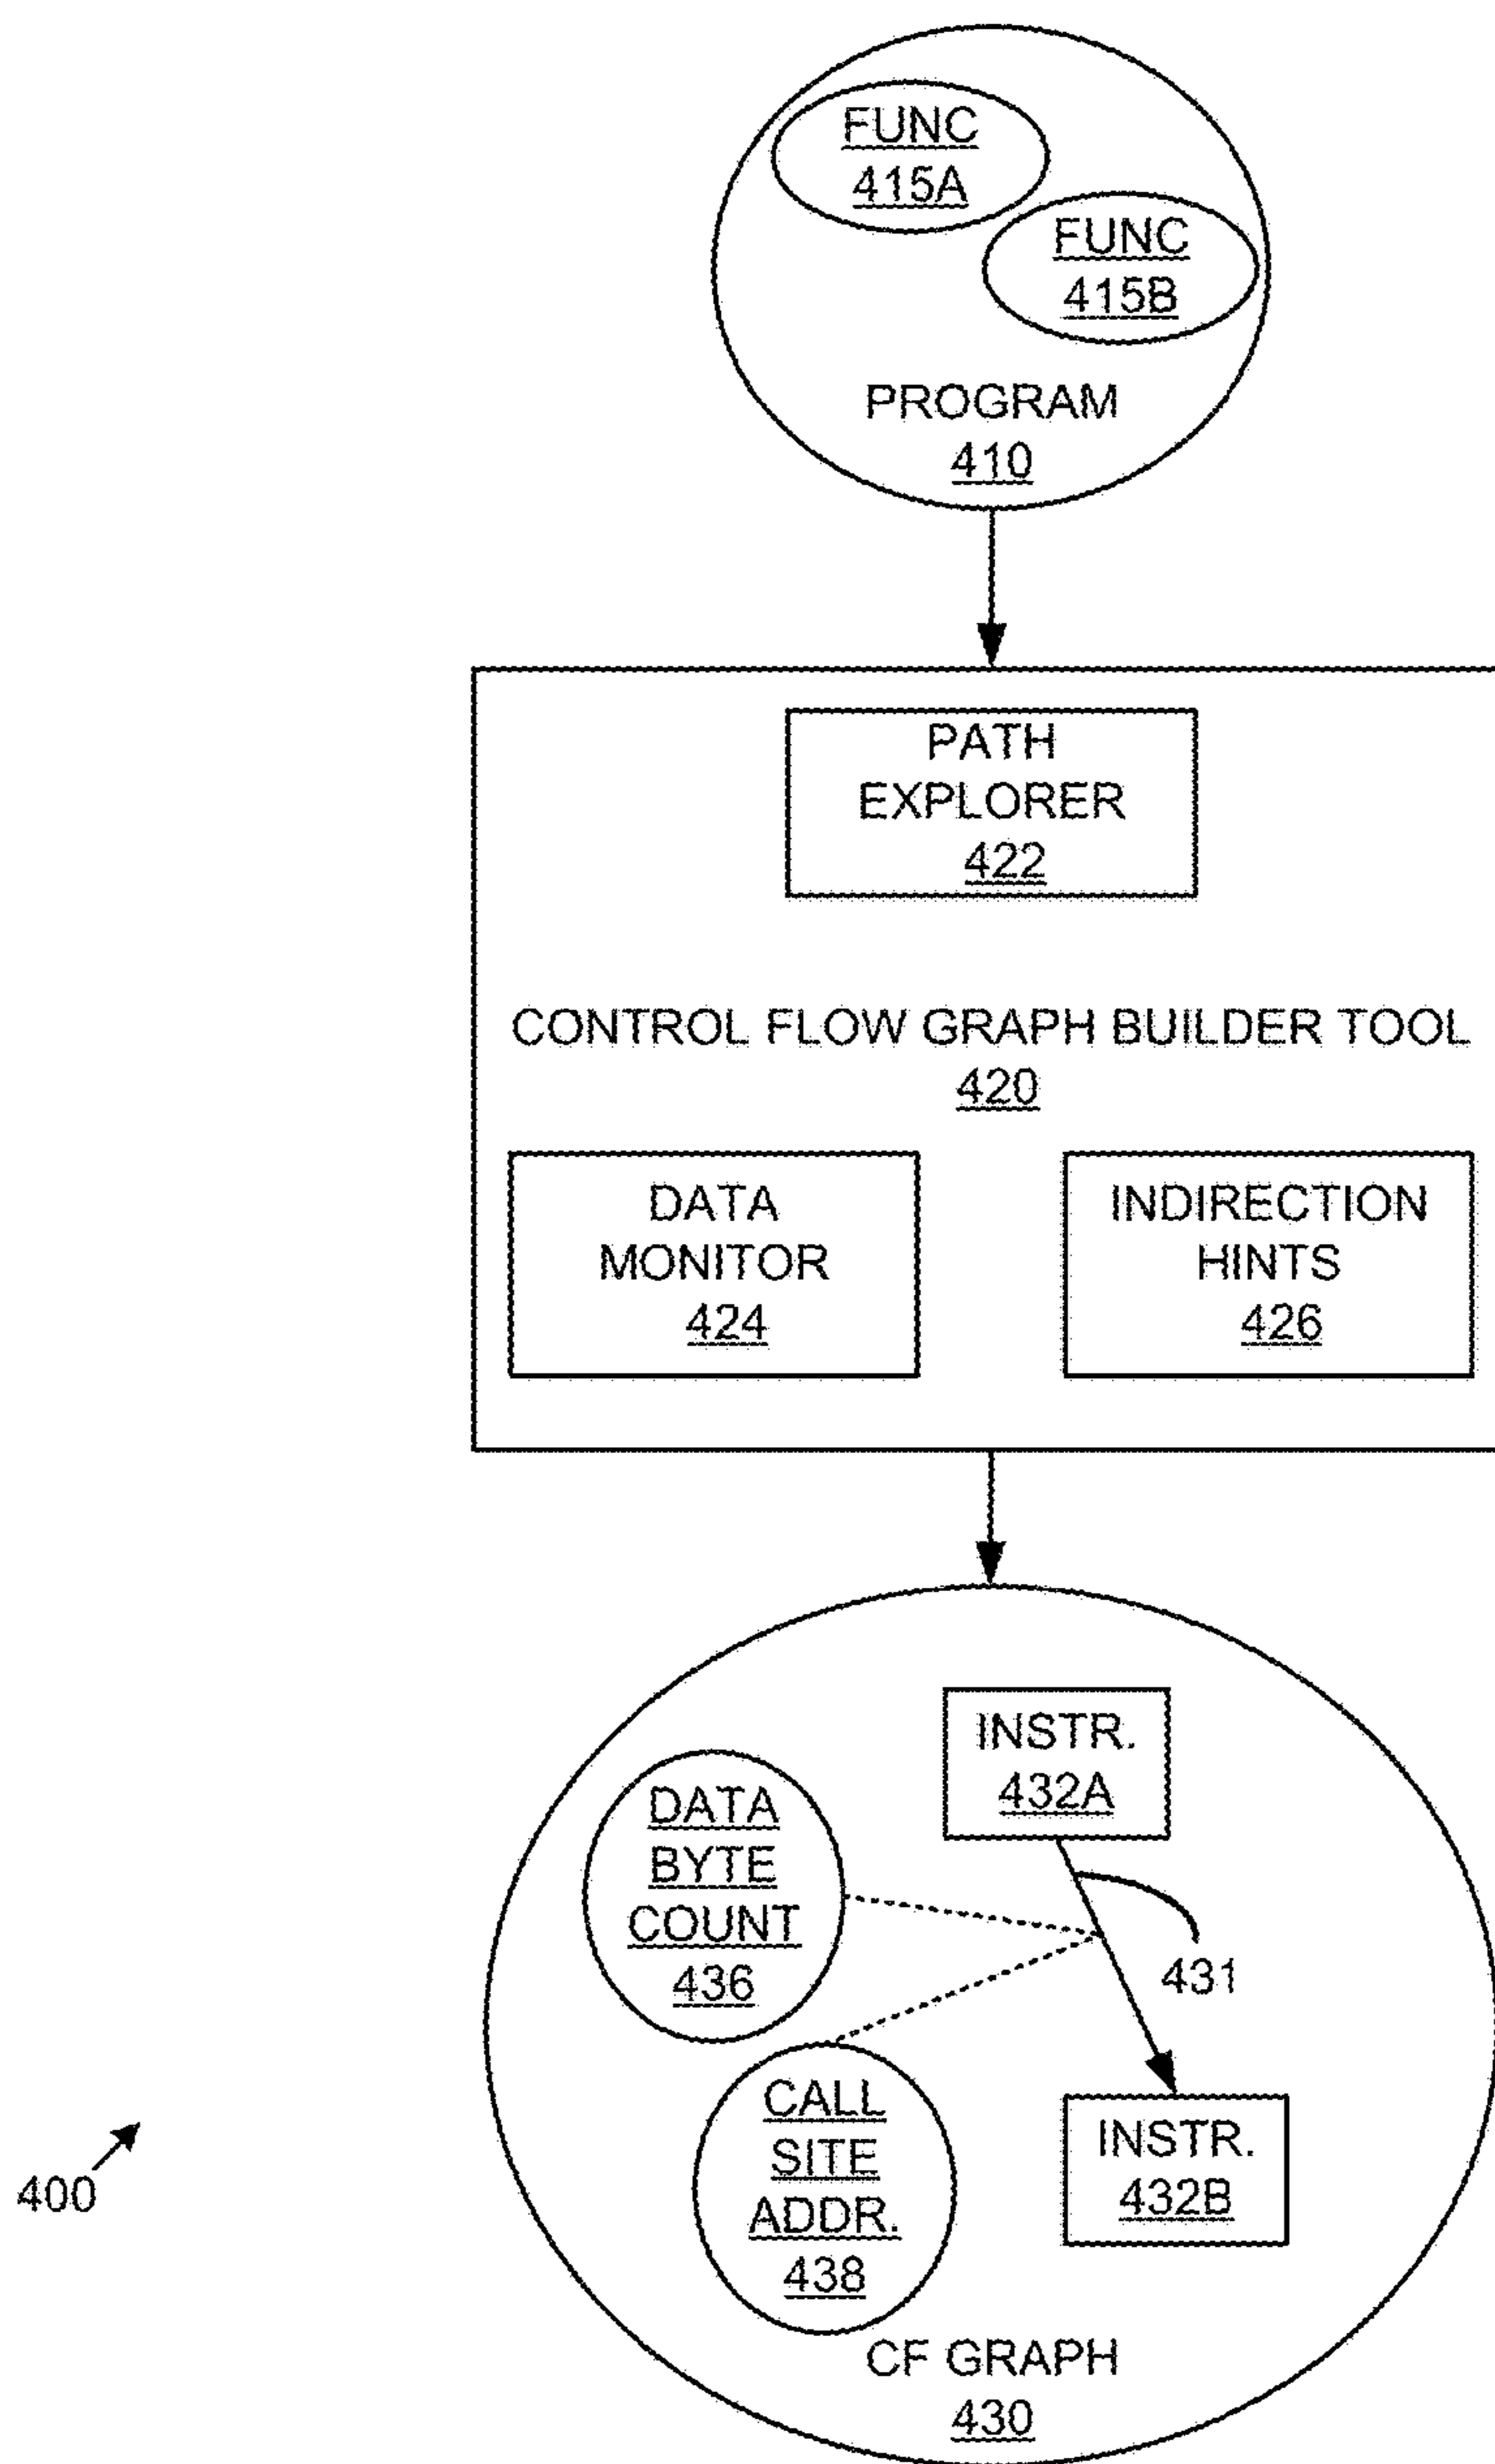 FUNC
415A
FUNC
415B
PROGRAM
410
PATH
EXPLORER
422
CONTROL FLOW GRAPH BUILDER TOOL
420
DATA
MONITOR
424
INDIRECTION
HINTS
426
INSTR.
432A
DATA
BYTE
COUNT
436
431
CALL
SITE
ADDR.
438
INSTR.
432B
400
CF GRAPH
430